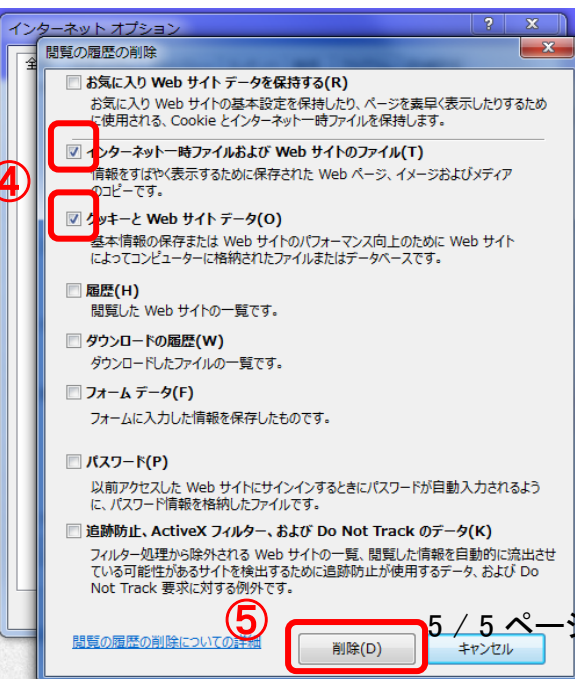 インターネット オプション
閲覧の履歴の削除
全
お気に入り Web サイト データを保持する(R)
お気に入り Web サイトの基本設定を保持したり、ページを素早く表示したりするため
に使用される、Cookie とインターネット一時ファイルを保持します。
④
インターネット一時ファイルおよび Web サイトのファイル(T)
情報をすばやく表示するために保存された Web ページ、イメージおよびメディア
のコピーです。
クッキーと Web サイト データ(O)
基本情報の保存または Web サイトのパフォーマンス向上のために Web サイト
によってコンピューターに格納されたファイルまたはデータベースです。
履歴(H)
閲覧した Web サイトの一覧です。
ダウンロードの履歴(W)
ダウンロードしたファイルの一覧です。
フォーム データ(F)
フォームに入力した情報を保存したものです。
パスワード(P)
以前アクセスした Web サイトにサインインするときにパスワードが自動入力されるよう
に、パスワード情報を格納したファイルです。
追跡防止、ActiveX フィルター、および Do Not Track のデータ(K)
フィルター処理から除外される Web サイトの一覧、閲覧した情報を自動的に流出させ
ている可能性があるサイトを検出するために追跡防止が使用するデータ、および Do
Not Track 要求に対する例外です。
⑤
5 / 5 ページ
閲覧の履歴の削除についての詳細
削除(D)
キャンセル